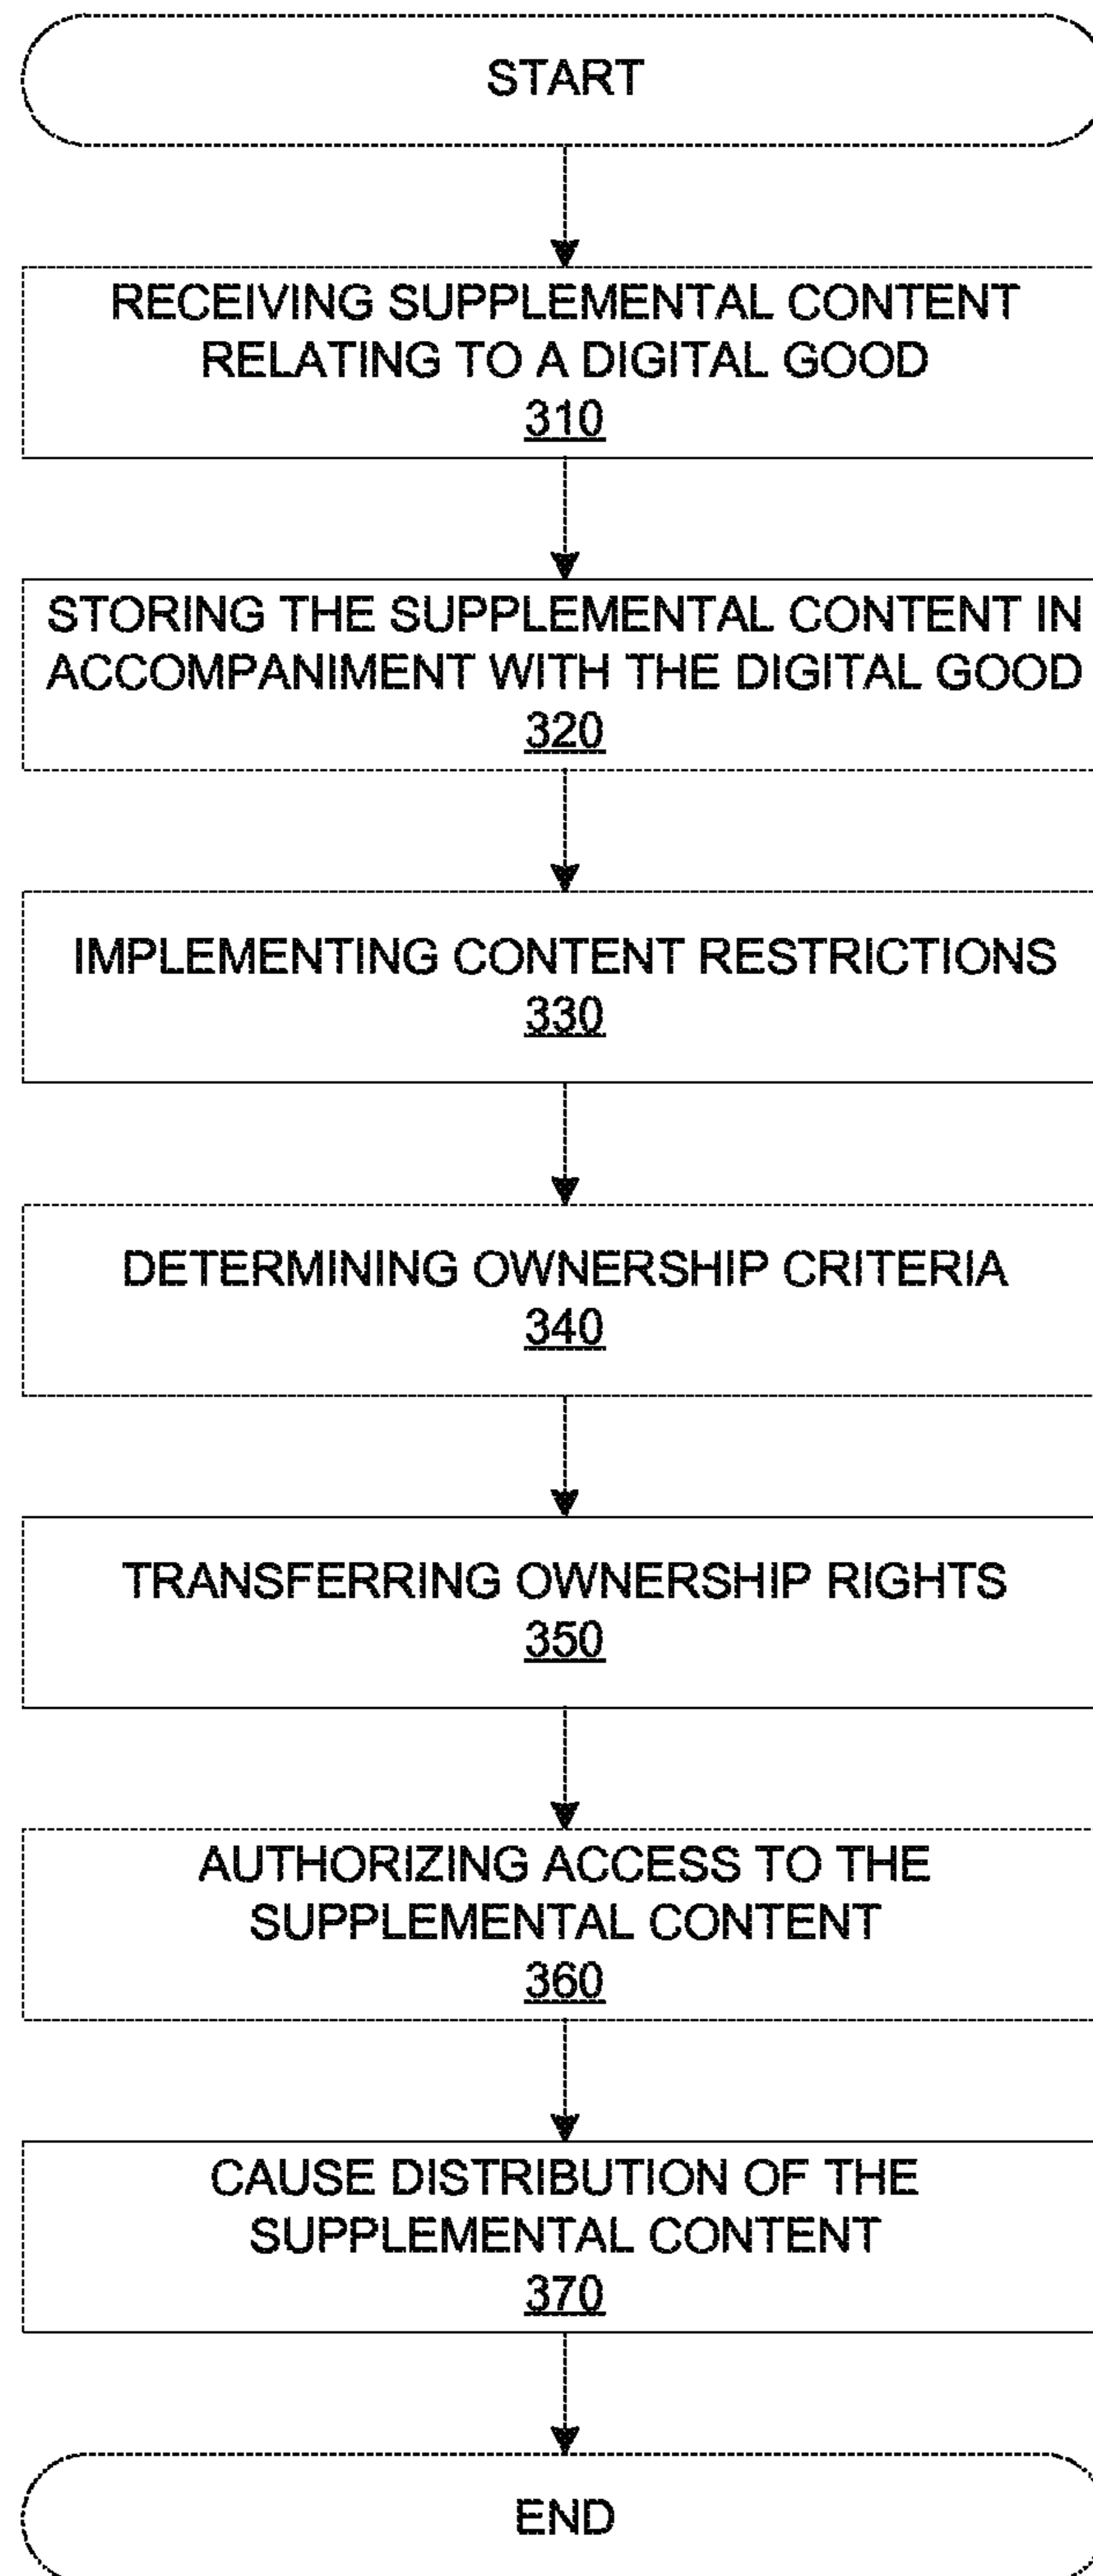 START
RECEIVING SUPPLEMENTAL CONTENT
RELATING TO A DIGITAL GOOD
310
STORING THE SUPPLEMENTAL CONTENT IN
ACCOMPANIMENT WITH THE DIGITAL GOOD
320
IMPLEMENTING CONTENT RESTRICTIONS
330
DETERMINING OWNERSHIP CRITERIA
340
TRANSFERRING OWNERSHIP RIGHTS
350
AUTHORIZING ACCESS TO THE
SUPPLEMENTAL CONTENT
360
CAUSE DISTRIBUTION OF THE
SUPPLEMENTAL CONTENT
370
END